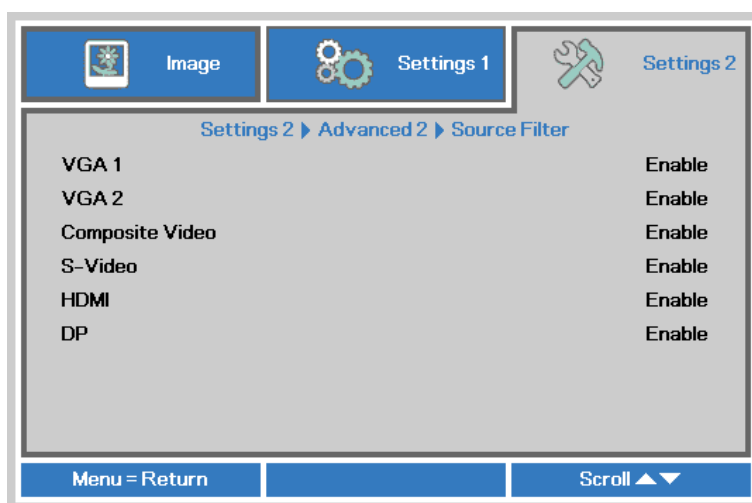 Image
Settings 1
Settings 2
Settings 2 ▶ Advanced 2 ▶ Source Filter
VGA 1 Enable
VGA 2 Enable
Composite Video Enable
S-Video Enable
HDMI Enable
DP Enable
Menu = Return
Scroll ▲▼